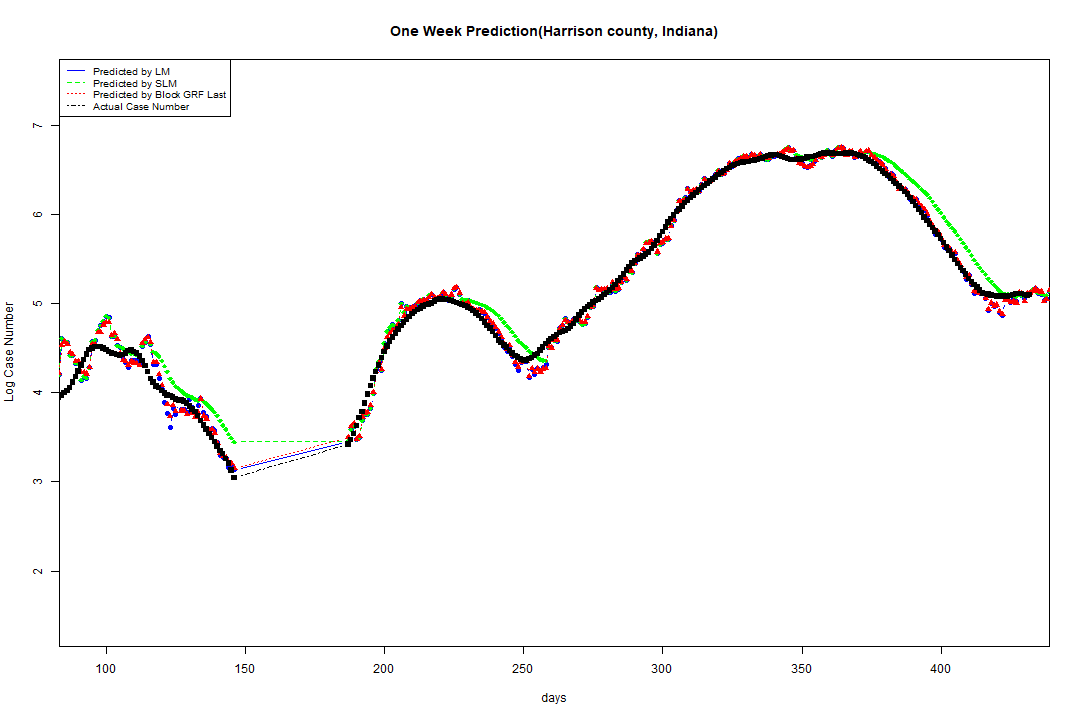 One Week Prediction(Harrison county, Indiana)
Predicted by LM
Predicted by SLM
Predicted by Block GRF Last
Actual Case Number
7
6
5
4
3
2
Log Case Number
100 150 200 250 300 350 400
days